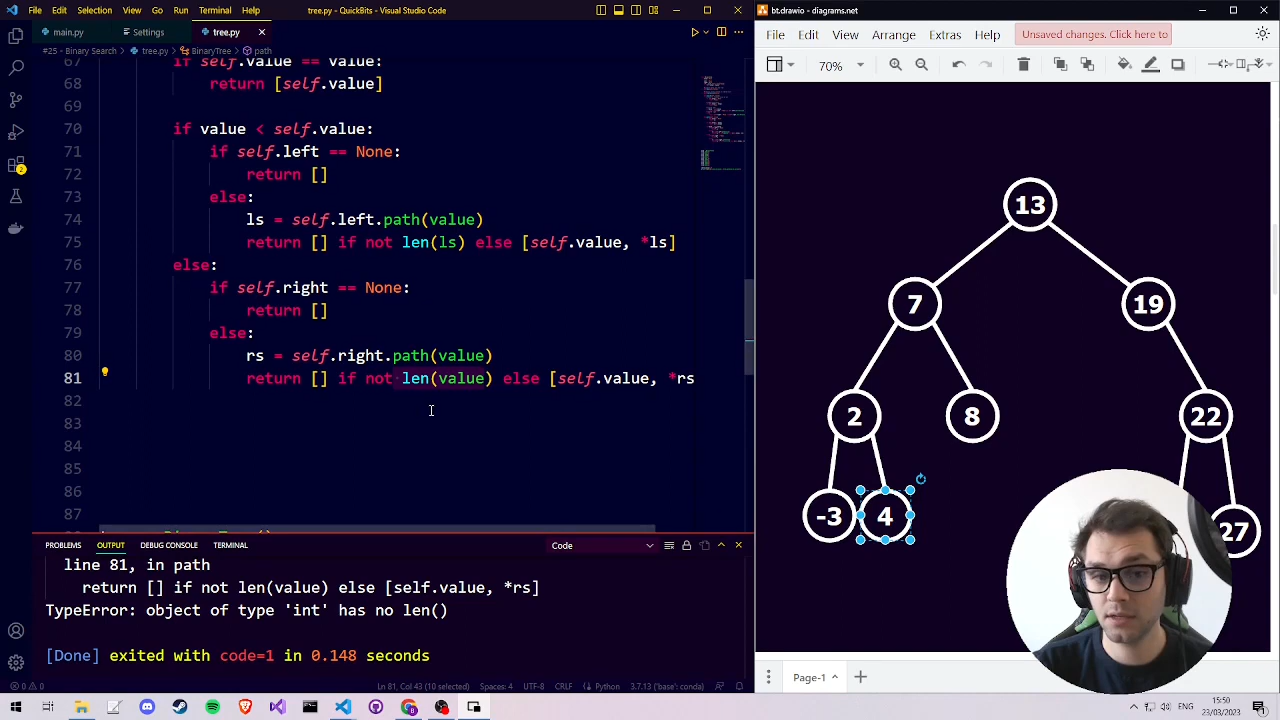 File Edit Selection View Go Run Terminal Help tree.py - QuickBits - Visual Studio Code
main.py Settings tree.py
#25 - Binary Search > tree.py > BinaryTree > path
67 if self.value == value:
68 return [self.value]
69
70 if value < self.value:
71 if self.left == None:
72 return []
73 else:
74 ls = self.left.path(value)
75 return [] if not len(ls) else [self.value, *ls]
76 else:
77 if self.right == None:
78 return []
79 else:
80 rs = self.right.path(value)
81 return [] if not len(value) else [self.value, *rs
82
83
84
85
86
87
PROBLEMS OUTPUT DEBUG CONSOLE TERMINAL Code
line 81, in path
return [] if not len(value) else [self.value, *rs]
TypeError: object of type 'int' has no len()
[Done] exited with code=1 in 0.148 seconds
0 0 Ln 81, Col 43 (10 selected) Spaces: 4 UTF-8 CRLF Python 3.7.13 ('base': conda)
bt.drawio - diagrams.net
File Edit View Arrange Extras Unsaved changes. Click here to
70%
13
7 19
2 8 22
-3 4 27
Page-1
15:50
23/03/2023